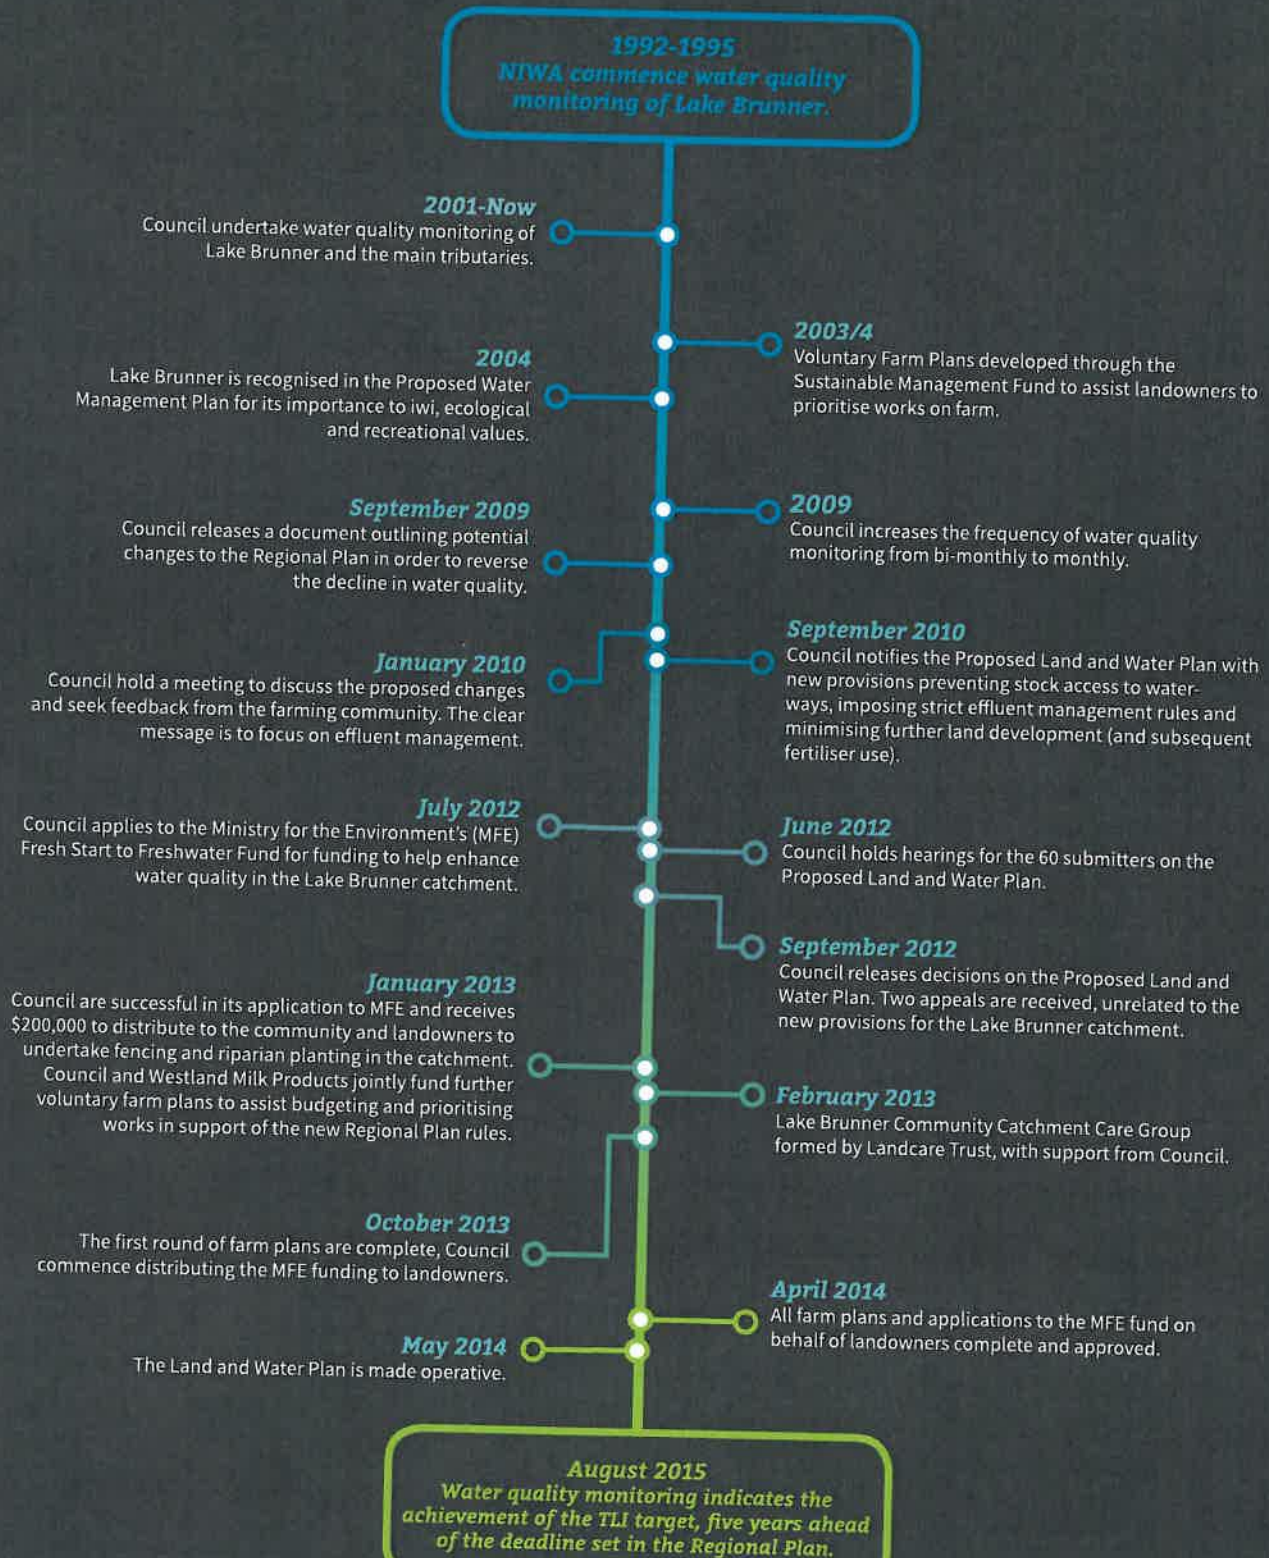 1992-1995
NIWA commence water quality
monitoring of Lake Brunner.
2001-Now
Council undertake water quality monitoring of
Lake Brunner and the main tributaries.
2003/4
Voluntary Farm Plans developed through the
Sustainable Management Fund to assist landowners to
prioritise works on farm.
2004
Lake Brunner is recognised in the Proposed Water
Management Plan for its importance to iwi, ecological
and recreational values.
2009
Council increases the frequency of water quality
monitoring from bi-monthly to monthly.
September 2009
Council releases a document outlining potential
changes to the Regional Plan in order to reverse
the decline in water quality.
January 2010
Council hold a meeting to discuss the proposed changes
and seek feedback from the farming community. The clear
message is to focus on effluent management.
September 2010
Council notifies the Proposed Land and Water Plan with
new provisions preventing stock access to water-
ways, imposing strict effluent management rules and
minimising further land development (and subsequent
fertiliser use).
July 2012
Council applies to the Ministry for the Environment's (MFE)
Fresh Start to Freshwater Fund for funding to help enhance
water quality in the Lake Brunner catchment.
June 2012
Council holds hearings for the 60 submitters on the
Proposed Land and Water Plan.
September 2012
Council releases decisions on the Proposed Land and
Water Plan. Two appeals are received, unrelated to the
new provisions for the Lake Brunner catchment.
January 2013
Council are successful in its application to MFE and receives
$200,000 to distribute to the community and landowners to
undertake fencing and riparian planting in the catchment.
Council and Westland Milk Products jointly fund further
voluntary farm plans to assist budgeting and prioritising
works in support of the new Regional Plan rules.
February 2013
Lake Brunner Community Catchment Care Group
formed by Landcare Trust, with support from Council.
October 2013
The first round of farm plans are complete, Council
commence distributing the MFE funding to landowners.
April 2014
All farm plans and applications to the MFE fund on
behalf of landowners complete and approved.
May 2014
The Land and Water Plan is made operative.
August 2015
Water quality monitoring indicates the
achievement of the TLI target, five years ahead
of the deadline set in the Regional Plan.